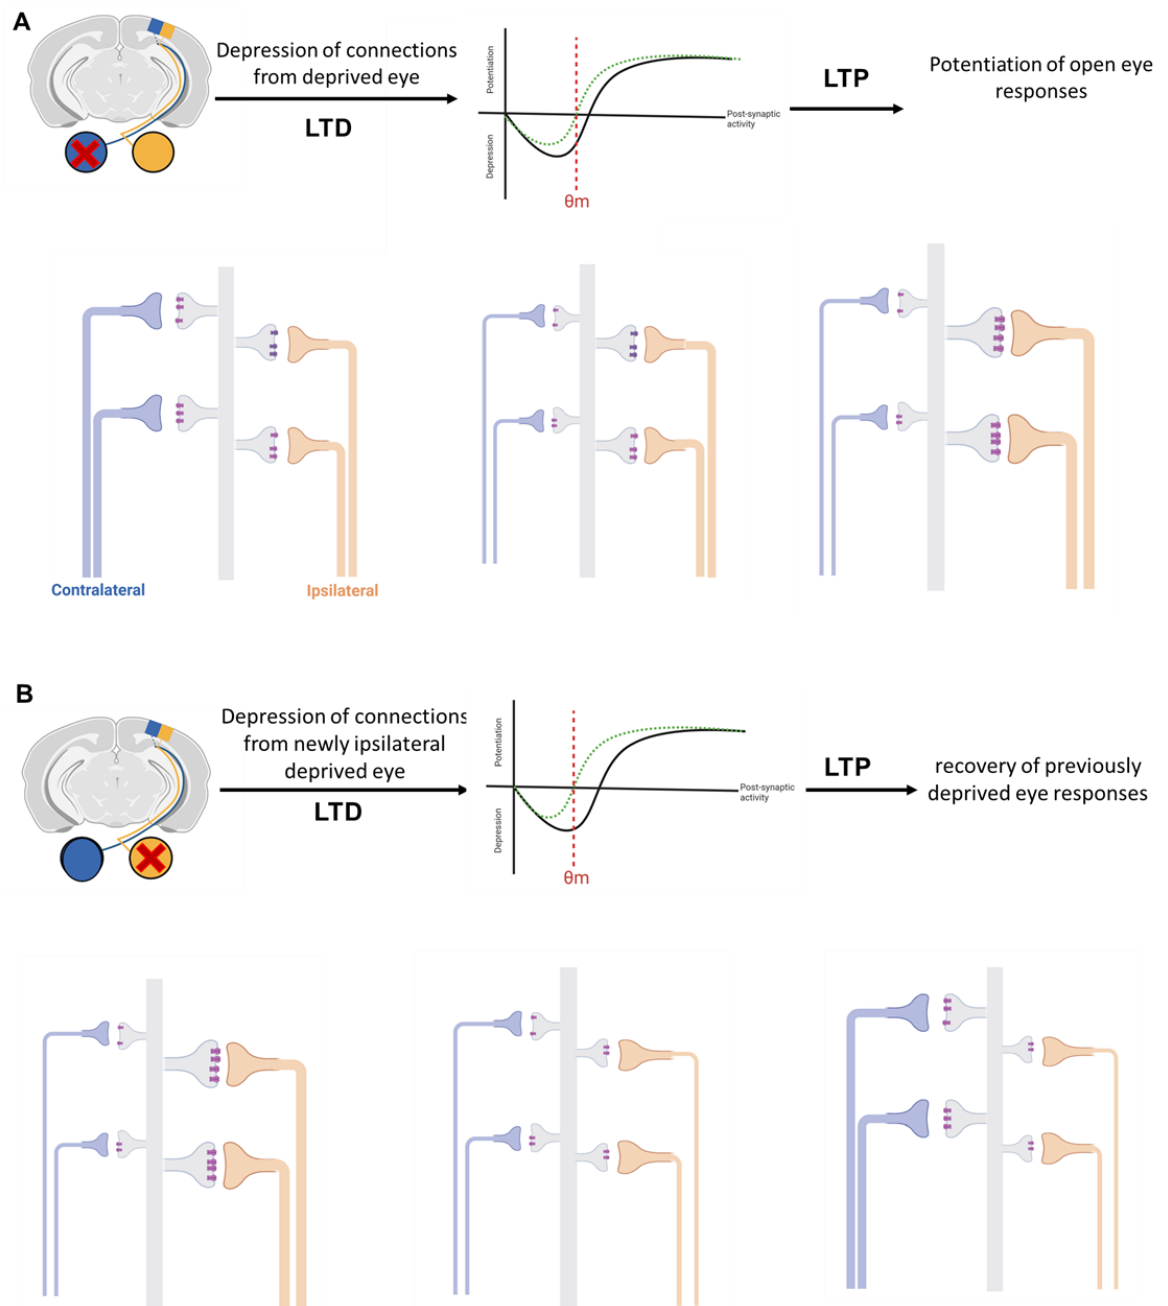 A
Depression of connections
from deprived eye
LTD
Potentiation
Depression
Post-synaptic
activity
θm
LTP
Potentiation of open eye
responses
Contralateral
Ipsilateral
B
Depression of connections
from newly ipsilateral
deprived eye
LTD
Potentiation
Depression
Post-synaptic
activity
θm
LTP
recovery of previously
deprived eye responses